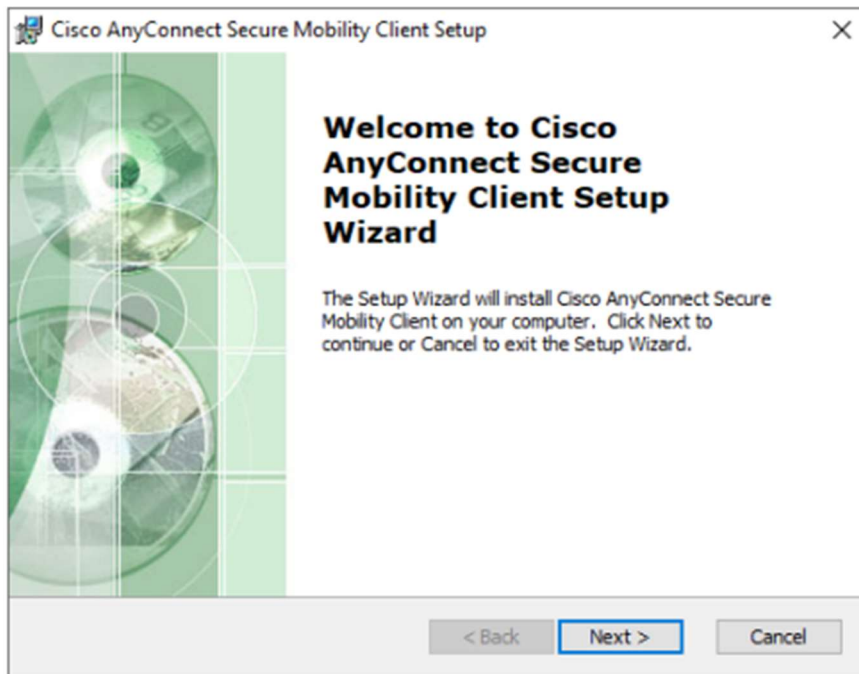 Cisco AnyConnect Secure Mobility Client Setup
Welcome to Cisco
AnyConnect Secure
Mobility Client Setup
Wizard
The Setup Wizard will install Cisco AnyConnect Secure
Mobility Client on your computer. Click Next to
continue or Cancel to exit the Setup Wizard.
< Back
Next >
Cancel